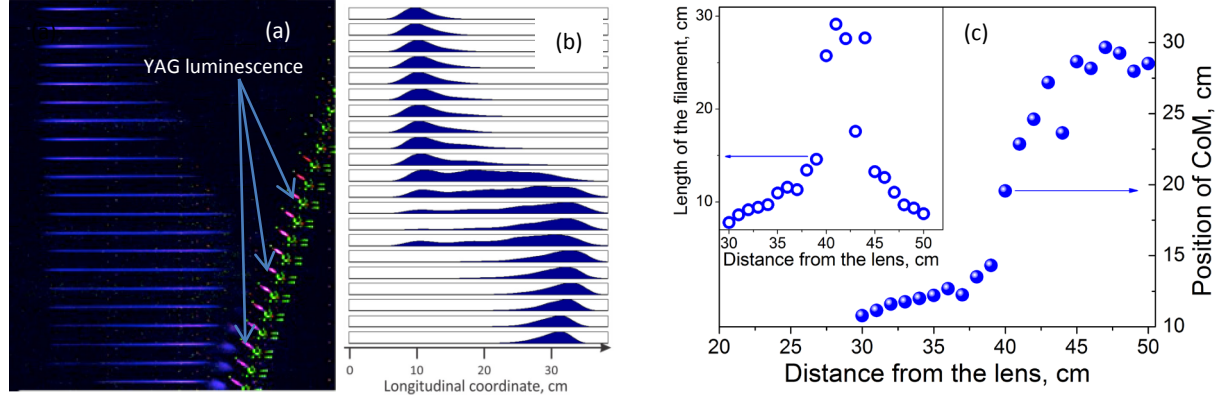 (a)
YAG luminescence
(b)
0
10
20
30
Longitudinal coordinate, cm
(c)
Length of the filament, cm
30
20
10
30
35
40
45
50
Distance from the lens, cm
20
25
30
35
40
45
50
Distance from the lens, cm
30
25
20
15
10
Position of CoM, cm